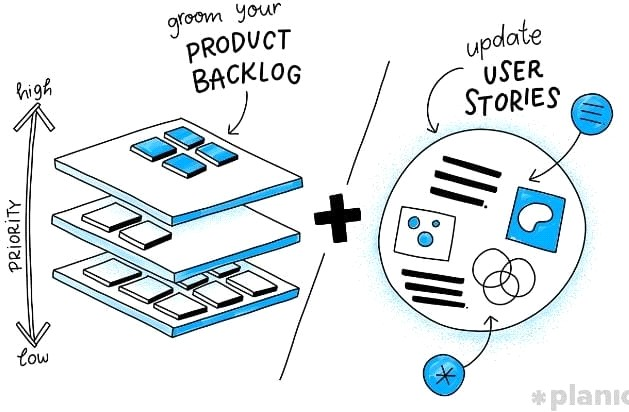 groom your
PRODUCT
BACKLOG
high
PRIORITY
low
update
USER
STORIES
*planio